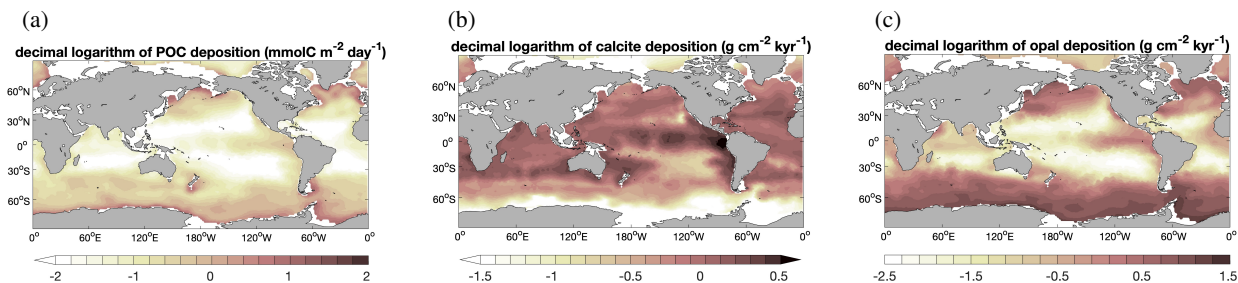 (a)
decimal logarithm of POC deposition (mmolC m⁻² day⁻¹)
60°N
30°N
0°
30°S
60°S
0° 60°E 120°E 180°W 120°W 60°W 0°
-2 -1 0 1 2
(b)
decimal logarithm of calcite deposition (g cm⁻² kyr⁻¹)
60°N
30°N
0°
30°S
60°S
0° 60°E 120°E 180°W 120°W 60°W 0°
-1.5 -1 -0.5 0 0.5
(c)
decimal logarithm of opal deposition (g cm⁻² kyr⁻¹)
60°N
30°N
0°
30°S
60°S
0° 60°E 120°E 180°W 120°W 60°W 0°
-2.5 -1.5 -0.5 0.5 1.5